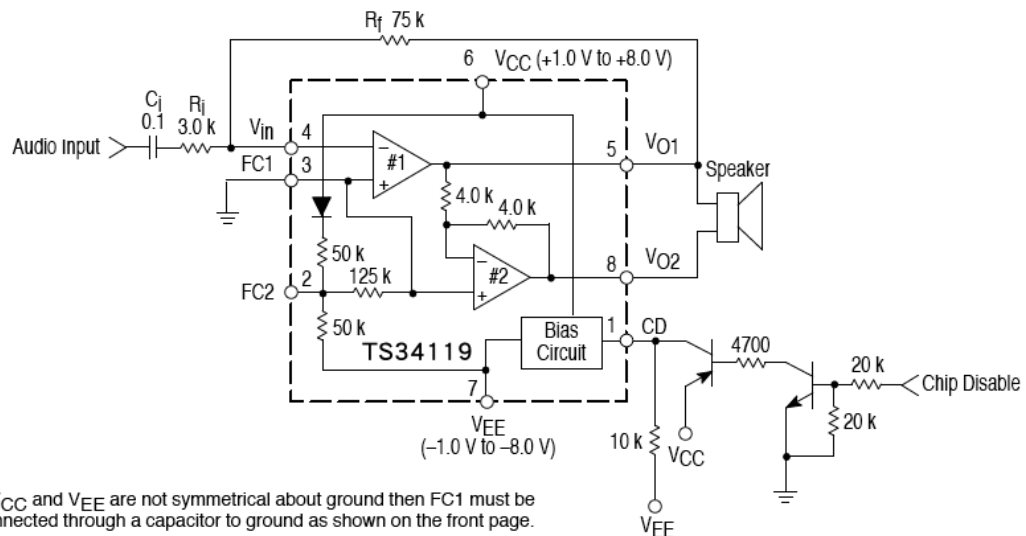 Rf 75 k
6 VCC (+1.0 V to +8.0 V)
Ci
0.1
Ri
3.0 k
Vin
4
Audio Input
FC1
3
#1
5
VO1
Speaker
4.0 k
4.0 k
50 k
FC2
2
125 k
#2
8
VO2
50 k
TS34119
Bias
Circuit
1
CD
4700
20 k
Chip Disable
20 k
7
VEE
(–1.0 V to –8.0 V)
10 k
VCC
VEE
CC and VEE are not symmetrical about ground then FC1 must be
nnected through a capacitor to ground as shown on the front page.